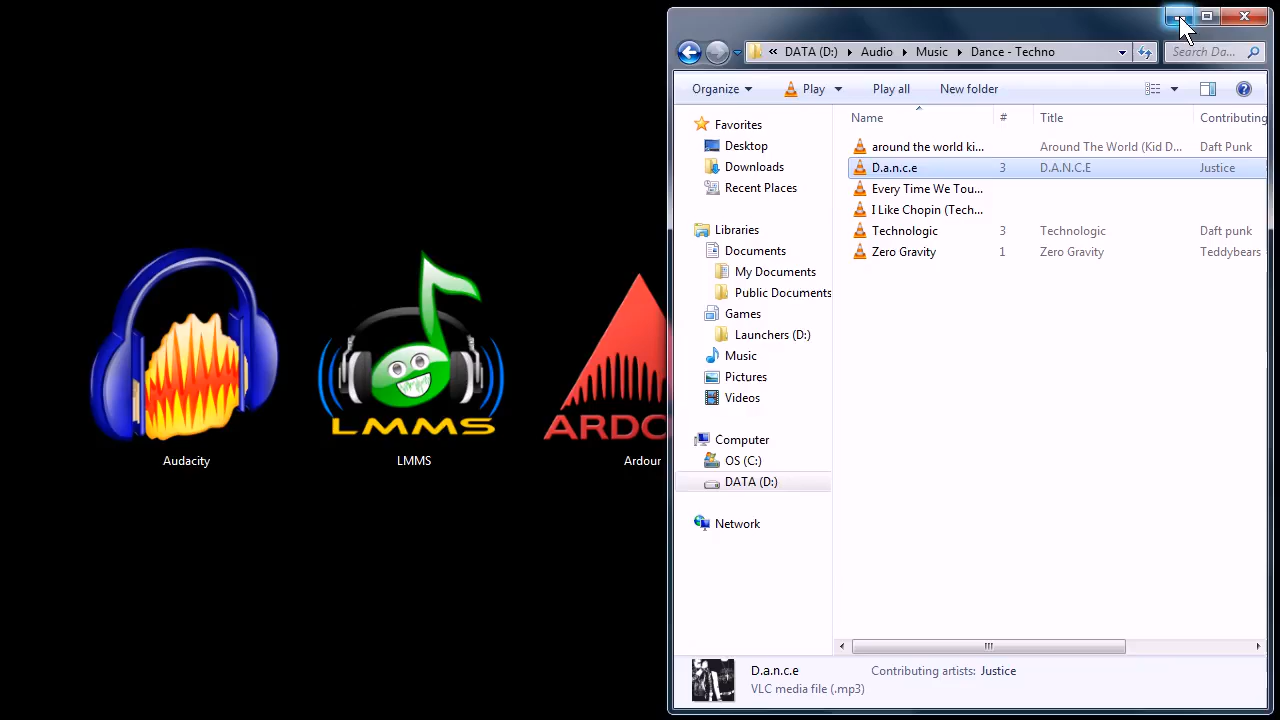 « DATA (D:) Audio Music Dance - Techno Search Da...
Organize Play Play all New folder
Name # Title Contributing
Favorites
Desktop
Downloads
Recent Places
Libraries
Documents
My Documents
Public Documents
Games
Launchers (D:)
Music
Pictures
Videos
Computer
OS (C:)
DATA (D:)
Network
around the world ki... Around The World (Kid D... Daft Punk
D.a.n.c.e 3 D.A.N.C.E Justice
Every Time We Tou...
I Like Chopin (Tech...
Technologic 3 Technologic Daft punk
Zero Gravity 1 Zero Gravity Teddybears
LMMS
ARDO
Audacity
LMMS
Ardour
D.a.n.c.e Contributing artists: Justice
VLC media file (.mp3)